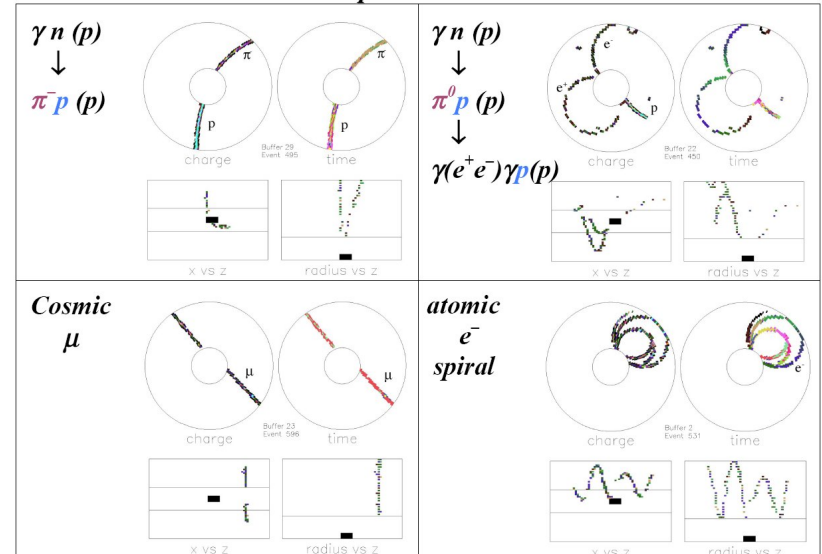 γ n (p)
↓
π⁻p (p)
π
p
π
p
Buffer 29
Event 495
charge
time
x vs z
radius vs z
γ n (p)
↓
π⁰p (p)
↓
γ(e⁺e⁻)γp(p)
e⁻
e⁺
p
Buffer 22
Event 450
charge
time
x vs z
radius vs z
Cosmic
μ
μ
Buffer 23
Event 596
charge
time
x vs z
radius vs z
atomic
e⁻
spiral
e⁻
Buffer 2
Event 531
charge
time
x vs z
radius vs z